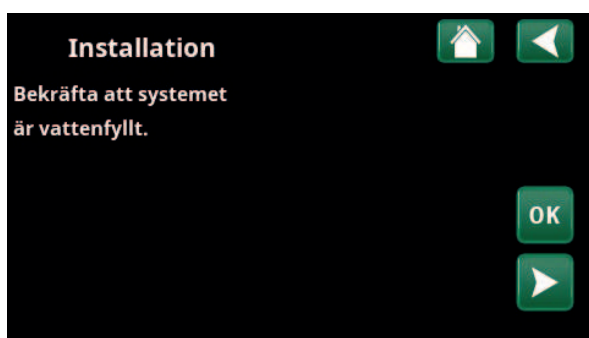 Installation
Bekräfta att systemet
är vattenfyllt.
OK